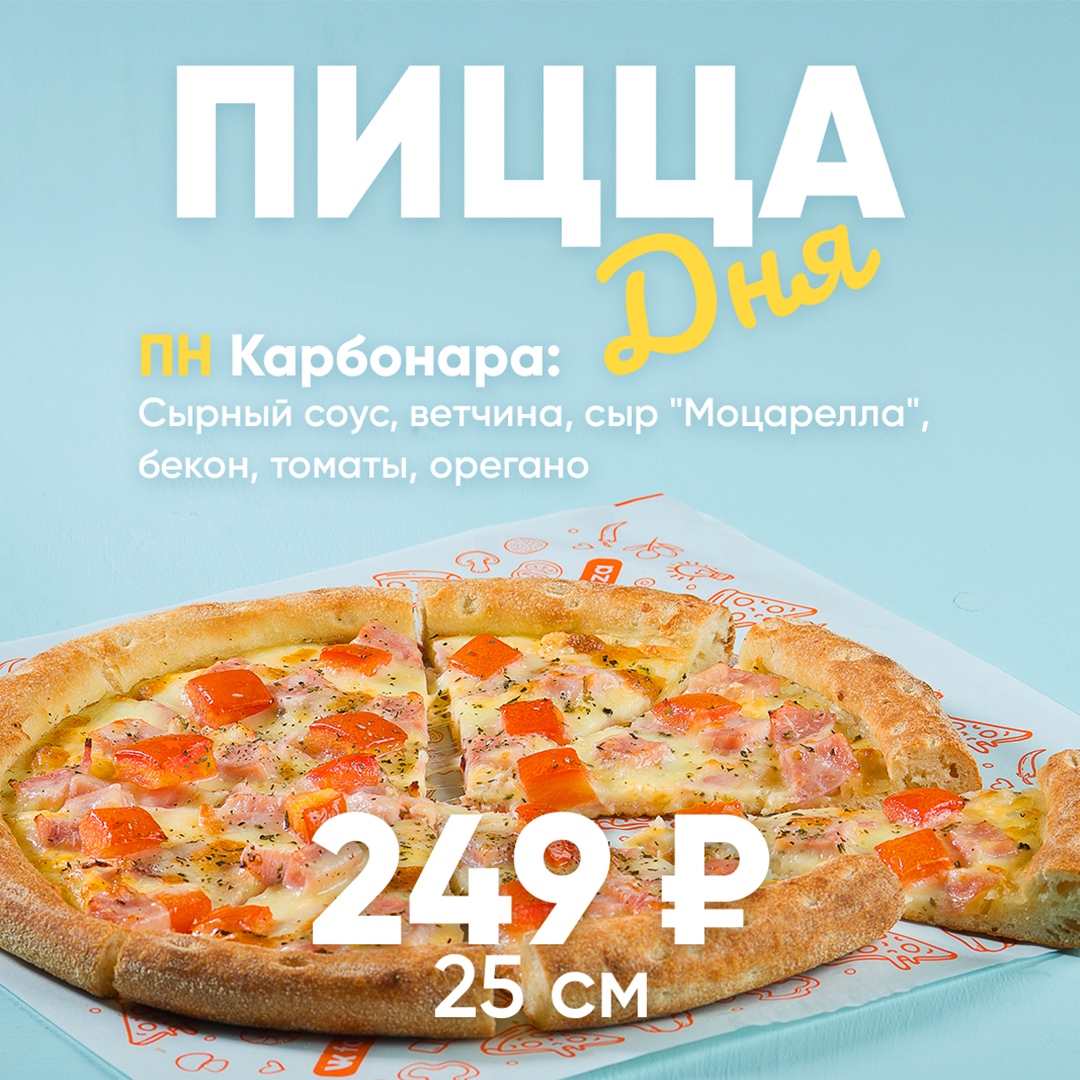 ПИЦЦА
Дня
ПН Карбонара:
Сырный соус, ветчина, сыр "Моцарелла",
бекон, томаты, орегано
249 ₽
25 см